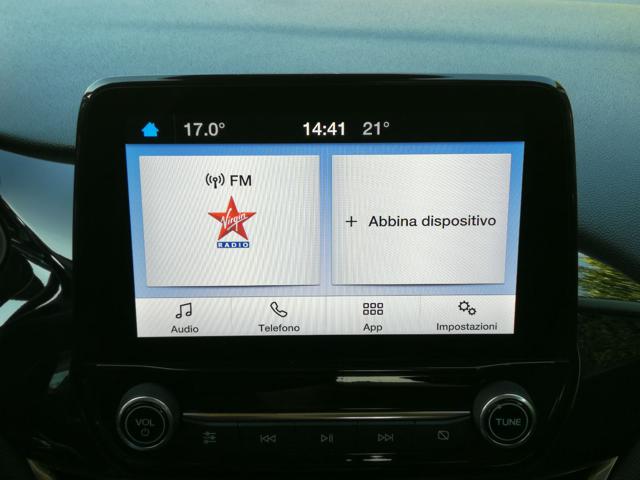 17.0° 14:41 21°
FM
Virgin
RADIO
+ Abbina dispositivo
Audio Telefono App Impostazioni
VOL TUNE